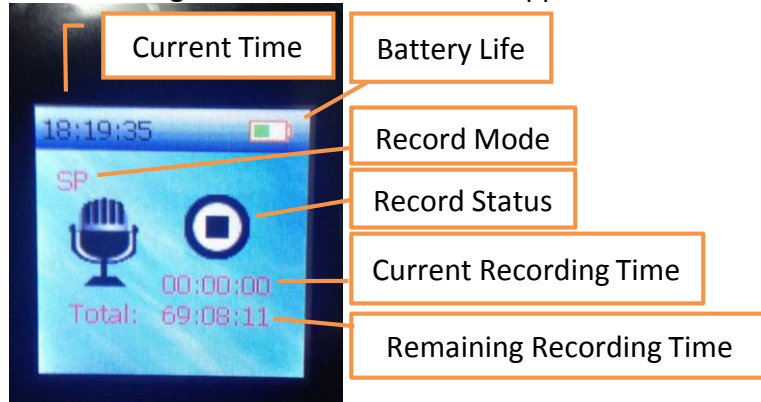 Current Time
Battery Life
18:19:35
Record Mode
SP
Record Status
00:00:00
Current Recording Time
Total: 69:08:11
Remaining Recording Time